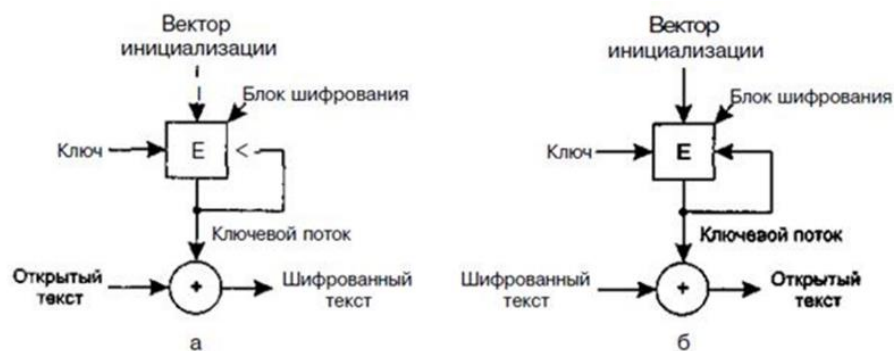 Вектор
инициализации
Блок шифрования
Ключ
E
Ключевой поток
Открытый
текст
+
Шифрованный
текст
а
Вектор
инициализации
Блок шифрования
Ключ
E
Ключевой поток
Шифрованный
текст
+
Открытый
текст
б